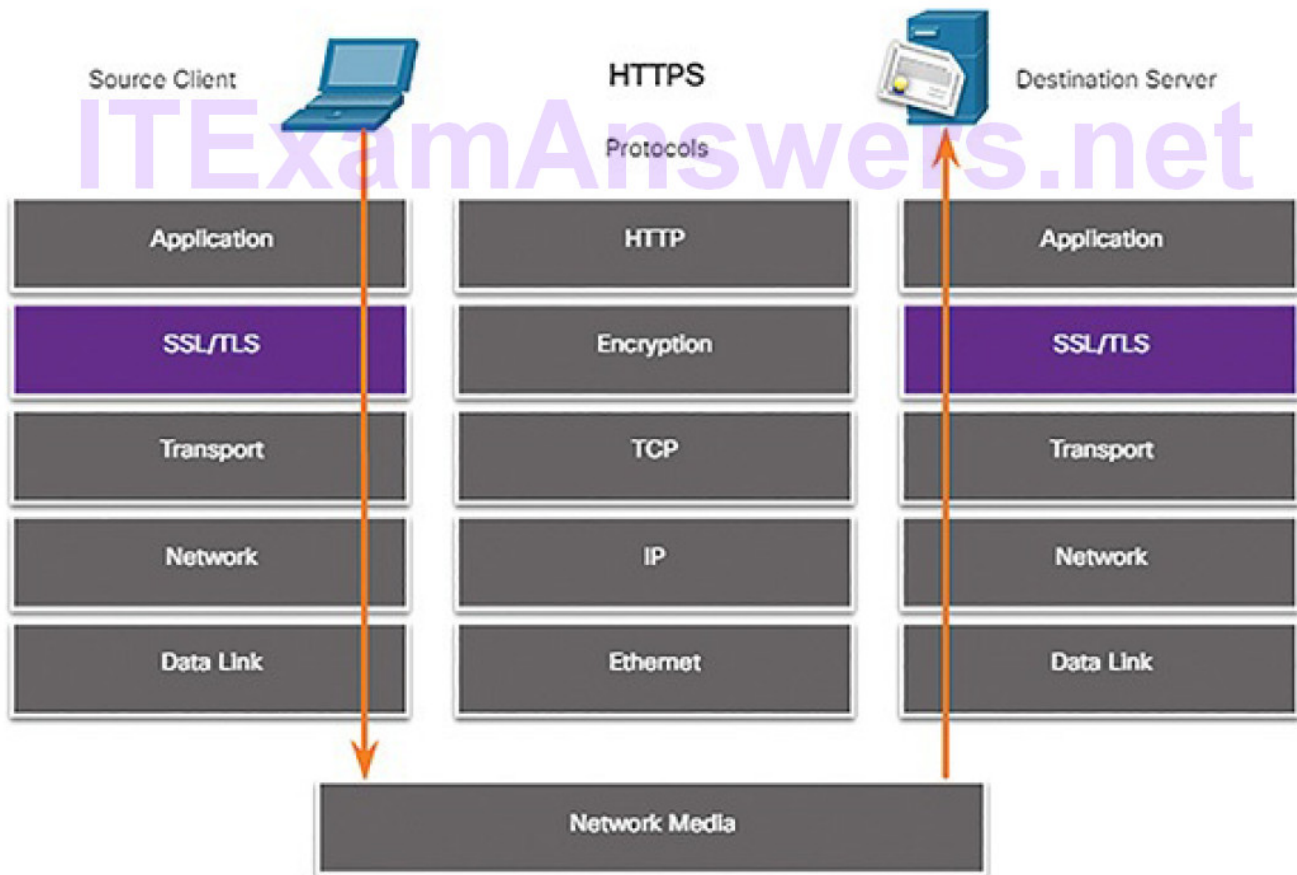 Source Client
HTTPS
Destination Server
Protocols
ITExamAnswers.net
Application
HTTP
Application
SSL/TLS
Encryption
SSL/TLS
Transport
TCP
Transport
Network
IP
Network
Data Link
Ethernet
Data Link
Network Media